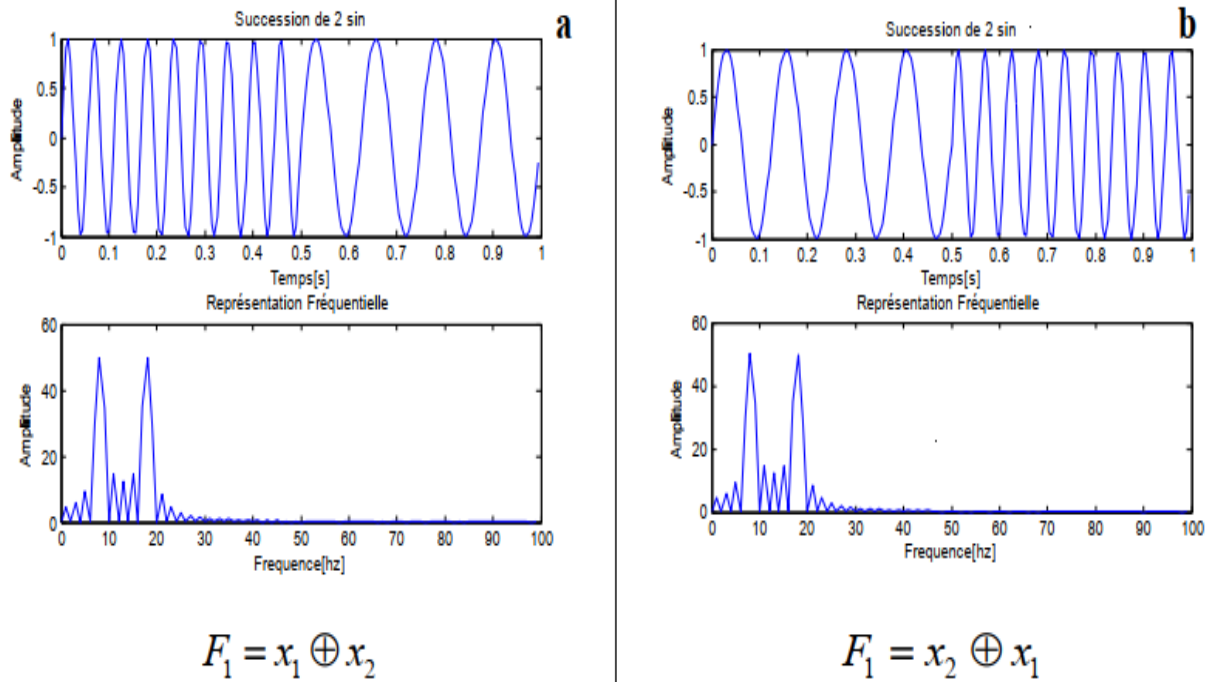 a
Succession de 2 sin
1
0.5
0
-0.5
-1
Amplitude
0 0.1 0.2 0.3 0.4 0.5 0.6 0.7 0.8 0.9 1
Temps[s]
Représentation Fréquentielle
60
40
20
0
Amplitude
0 10 20 30 40 50 60 70 80 90 100
Frequence[hz]
F₁ = x₁ ⊕ x₂
b
Succession de 2 sin
1
0.5
0
-0.5
-1
Amplitude
0 0.1 0.2 0.3 0.4 0.5 0.6 0.7 0.8 0.9 1
Temps[s]
Représentation Fréquentielle
60
40
20
0
Amplitude
0 10 20 30 40 50 60 70 80 90 100
Frequence[hz]
F₁ = x₂ ⊕ x₁